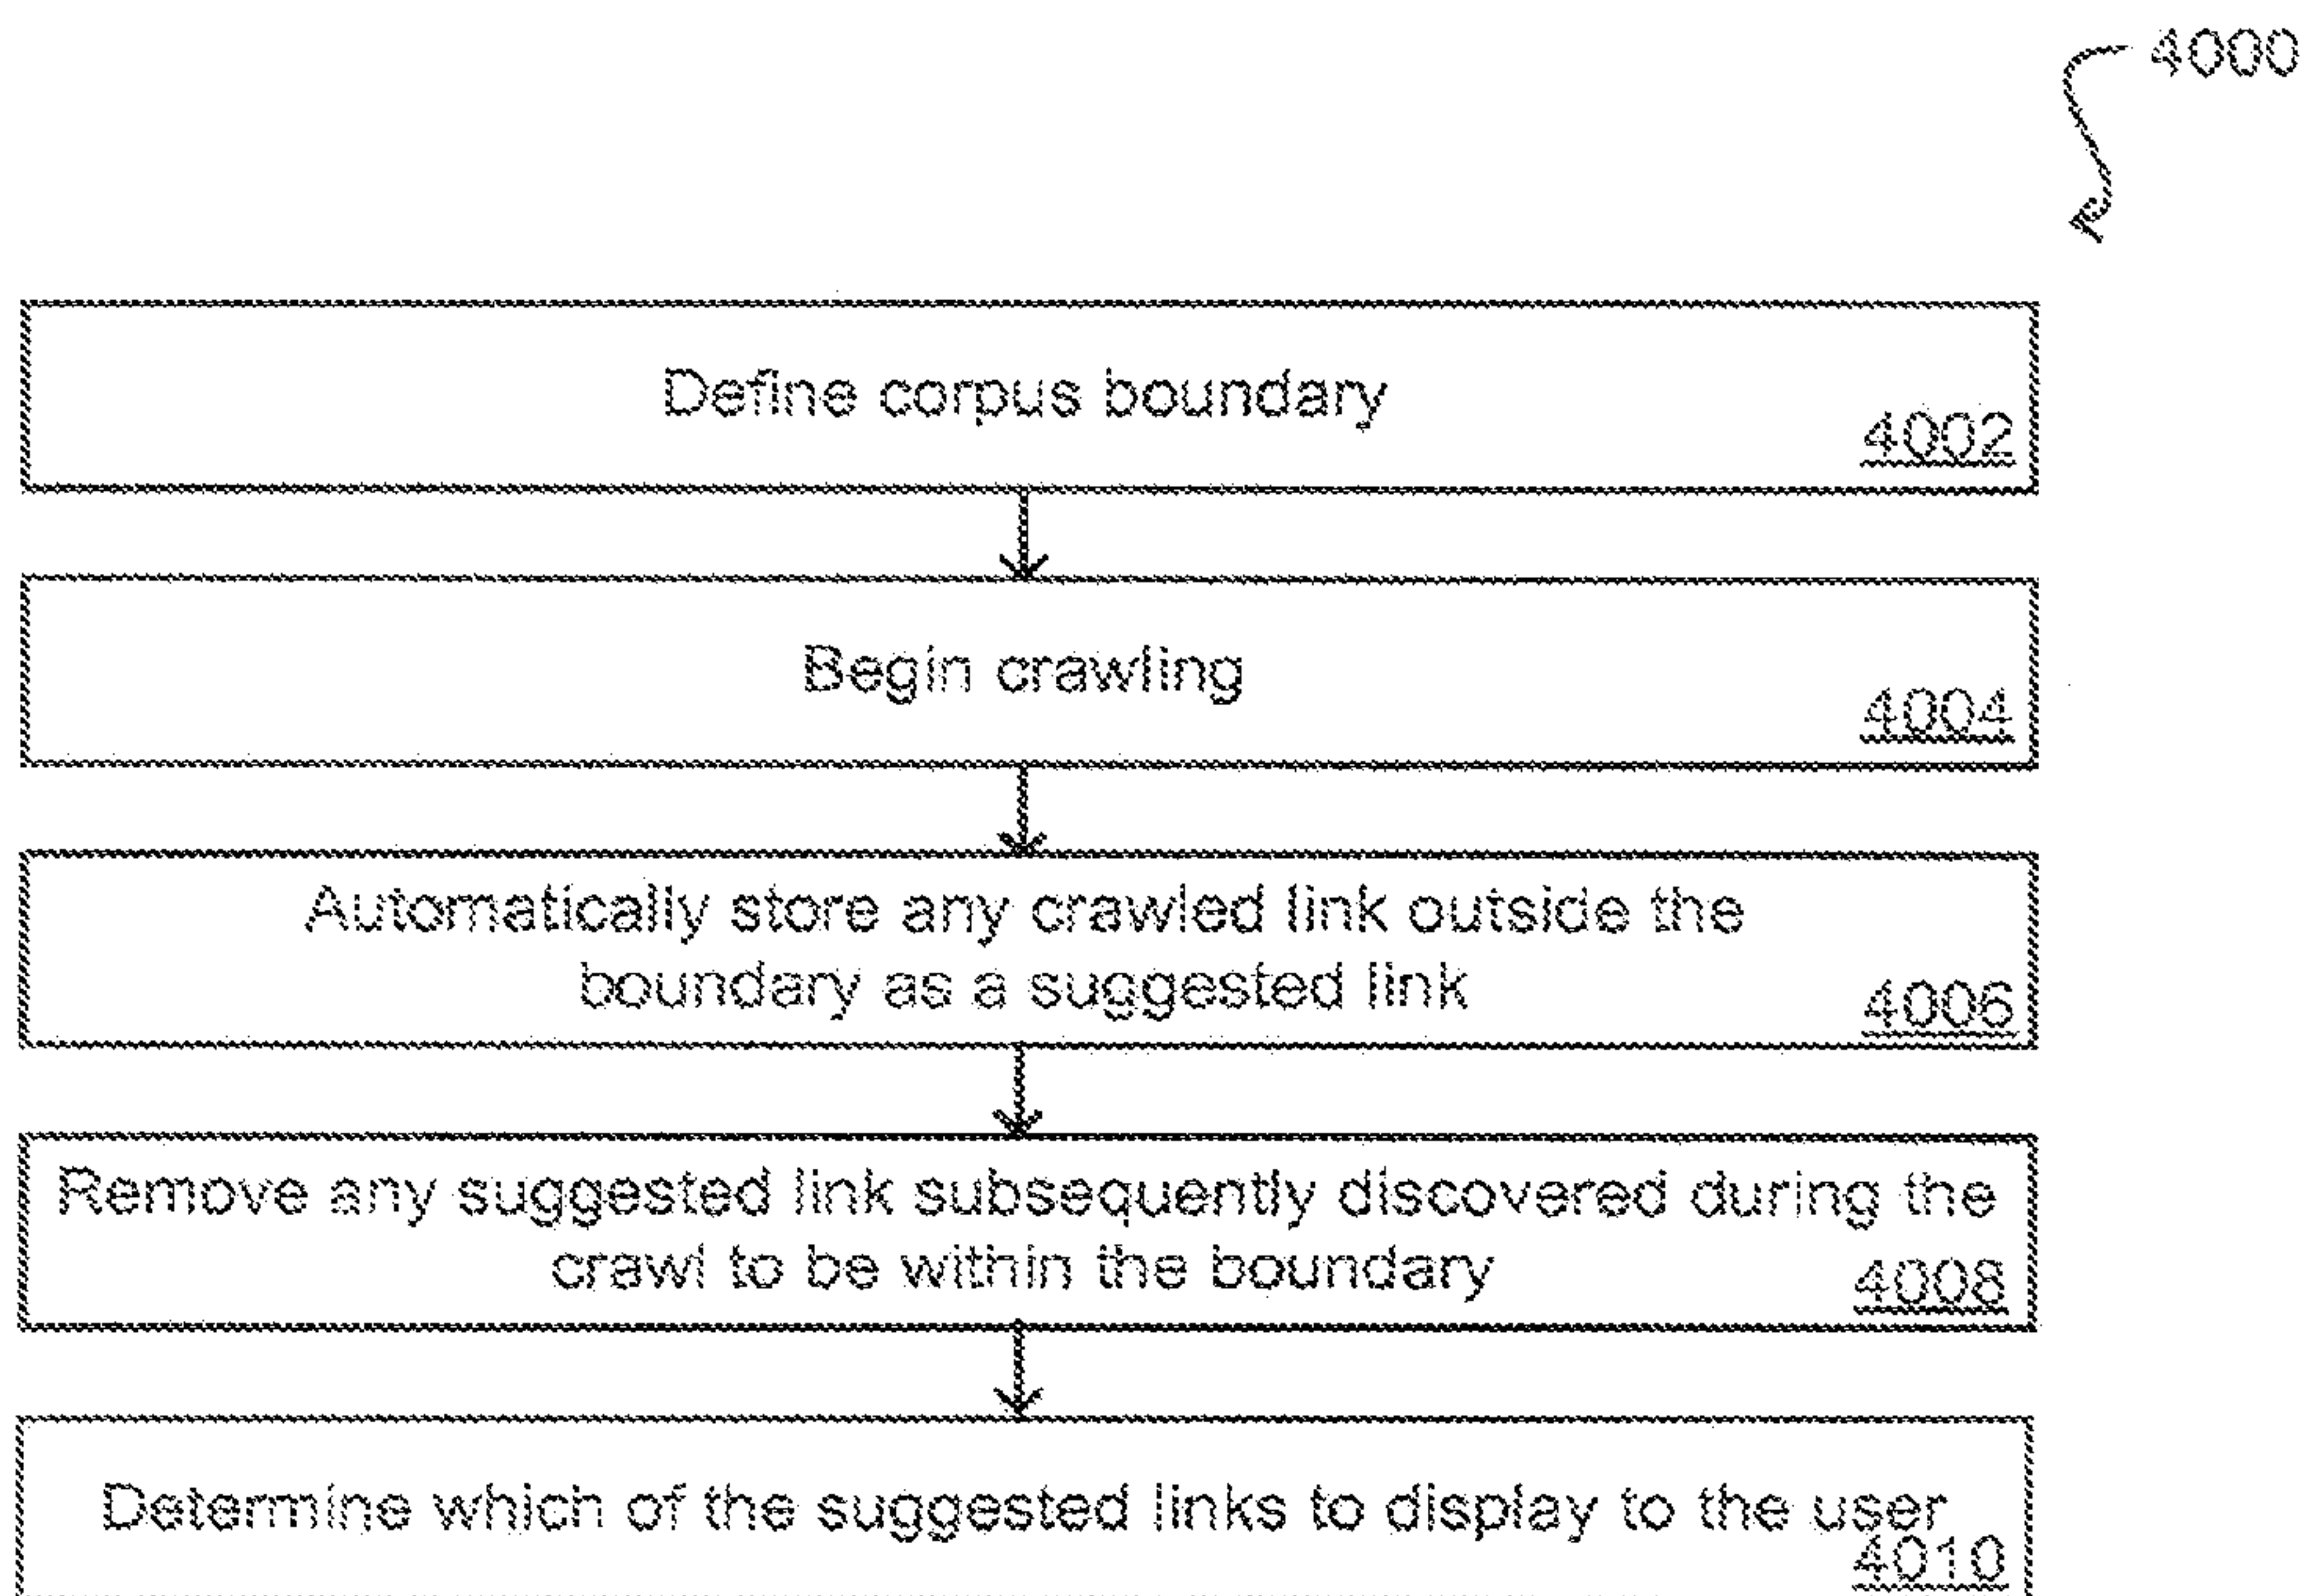 4000
Define corpus boundary
4002
Begin crawling
4004
Automatically store any crawled link outside the
boundary as a suggested link
4006
Remove any suggested link subsequently discovered during the
crawl to be within the boundary
4008
Determine which of the suggested links to display to the user
4010